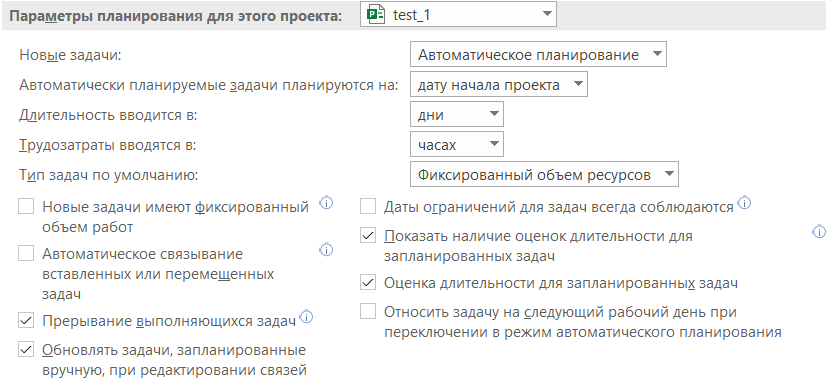 Параметры планирования для этого проекта: test_1
Новые задачи: Автоматическое планирование
Автоматически планируемые задачи планируются на: дату начала проекта
Длительность вводится в: дни
Трудозатраты вводятся в: часах
Тип задач по умолчанию: Фиксированный объем ресурсов
Новые задачи имеют фиксированный
объем работ
Автоматическое связывание
вставленных или перемещенных
задач
Прерывание выполняющихся задач
Обновлять задачи, запланированные
вручную, при редактировании связей
Даты ограничений для задач всегда соблюдаются
Показать наличие оценок длительности для
запланированных задач
Оценка длительности для запланированных задач
Относить задачу на следующий рабочий день при
переключении в режим автоматического планирования